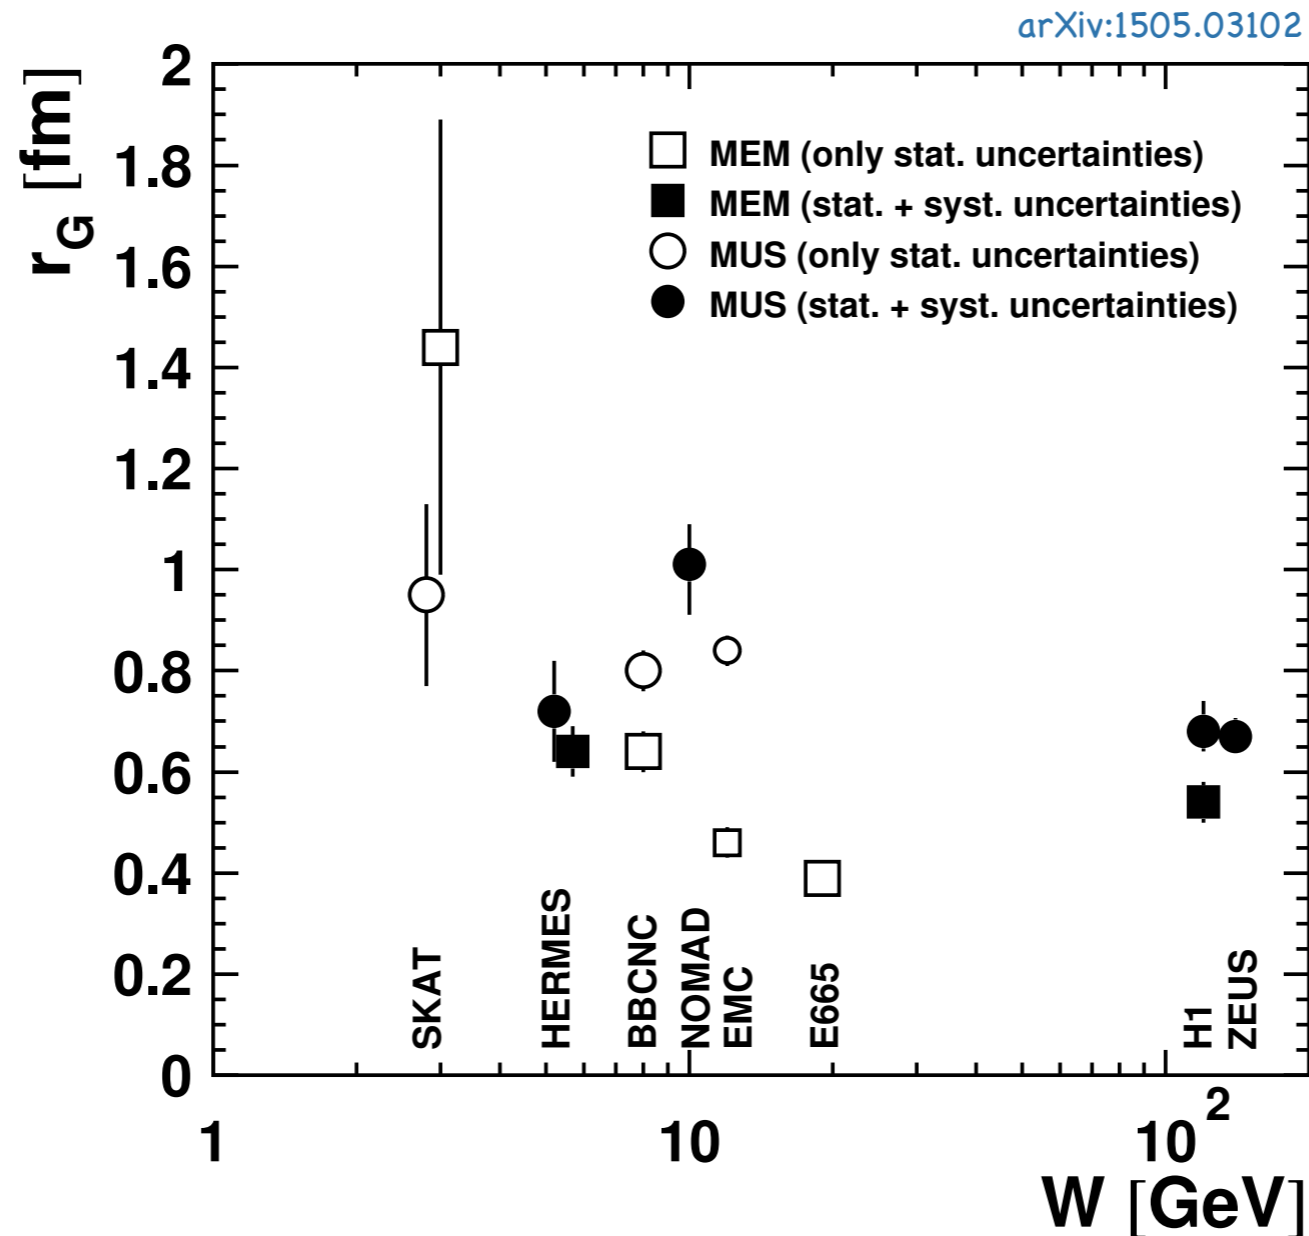 arXiv:1505.03102
r_G [fm]
2
1.8
1.6
1.4
1.2
1
0.8
0.6
0.4
0.2
0
MEM (only stat. uncertainties)
MEM (stat. + syst. uncertainties)
MUS (only stat. uncertainties)
MUS (stat. + syst. uncertainties)
SKAT
HERMES
BBCNC
NOMAD
EMC
E665
H1
ZEUS
1
10
10²
W [GeV]